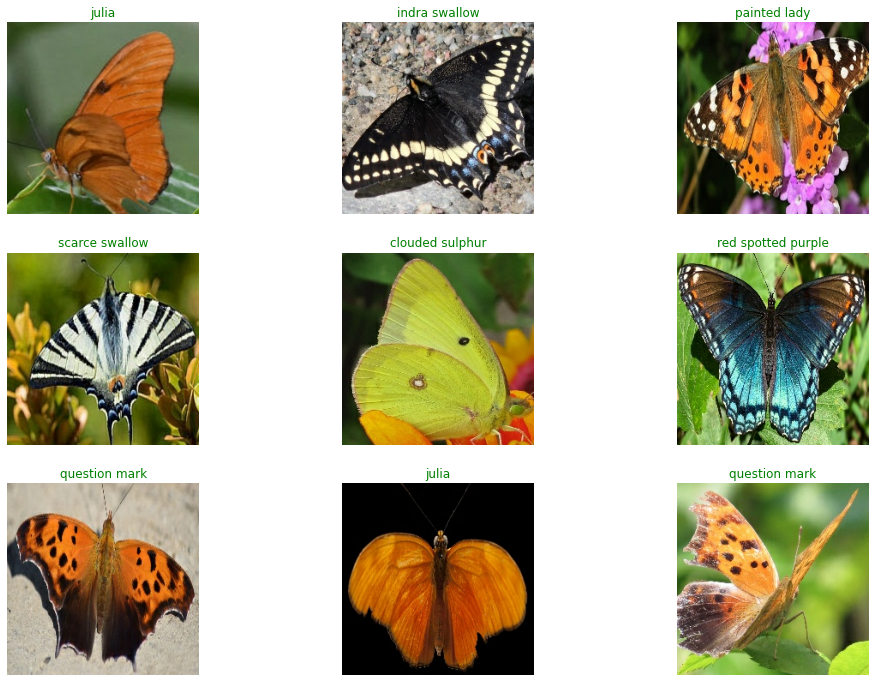 julia
indra swallow
painted lady
scarce swallow
clouded sulphur
red spotted purple
question mark
julia
question mark